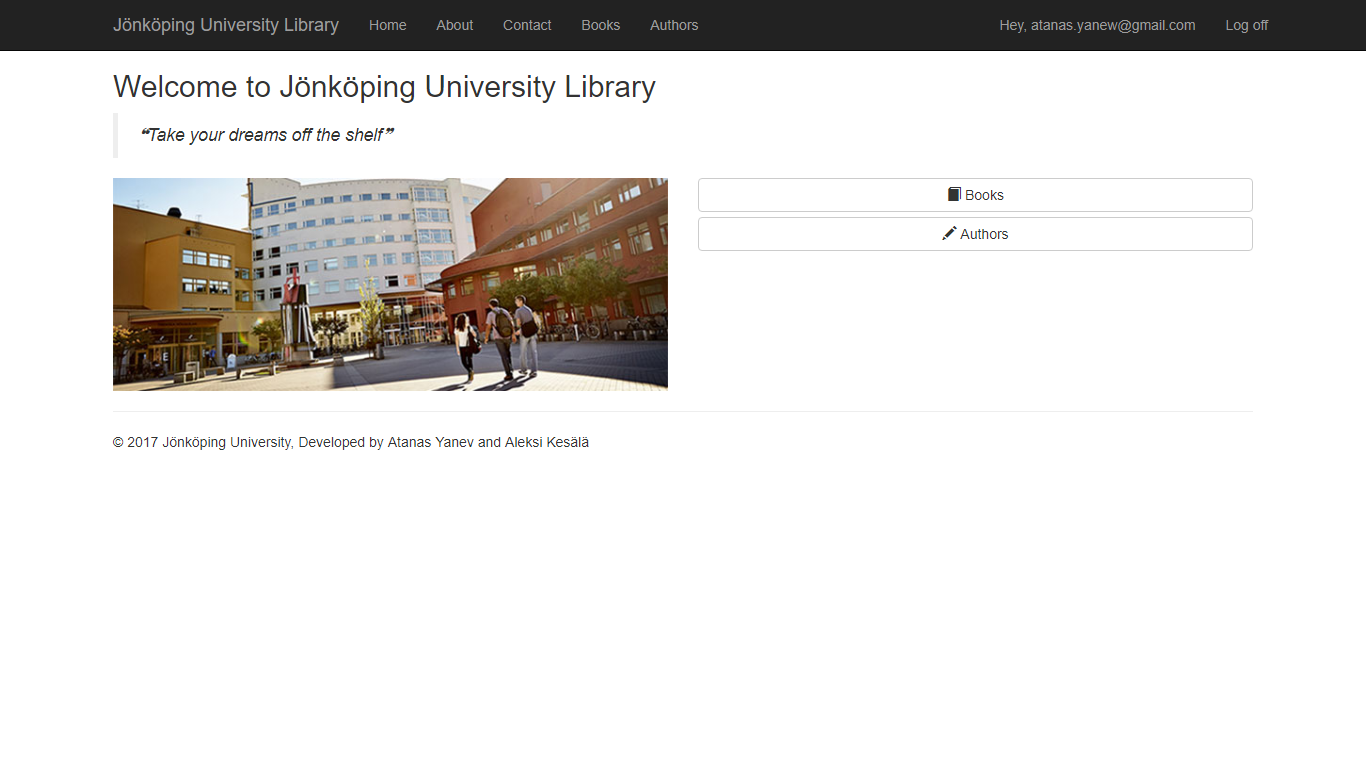 Jönköping University Library Home About Contact Books Authors Hey, atanas.yanew@gmail.com Log off
Welcome to Jönköping University Library
❝Take your dreams off the shelf❞
Books
Authors
E
© 2017 Jönköping University, Developed by Atanas Yanev and Aleksi Kesälä